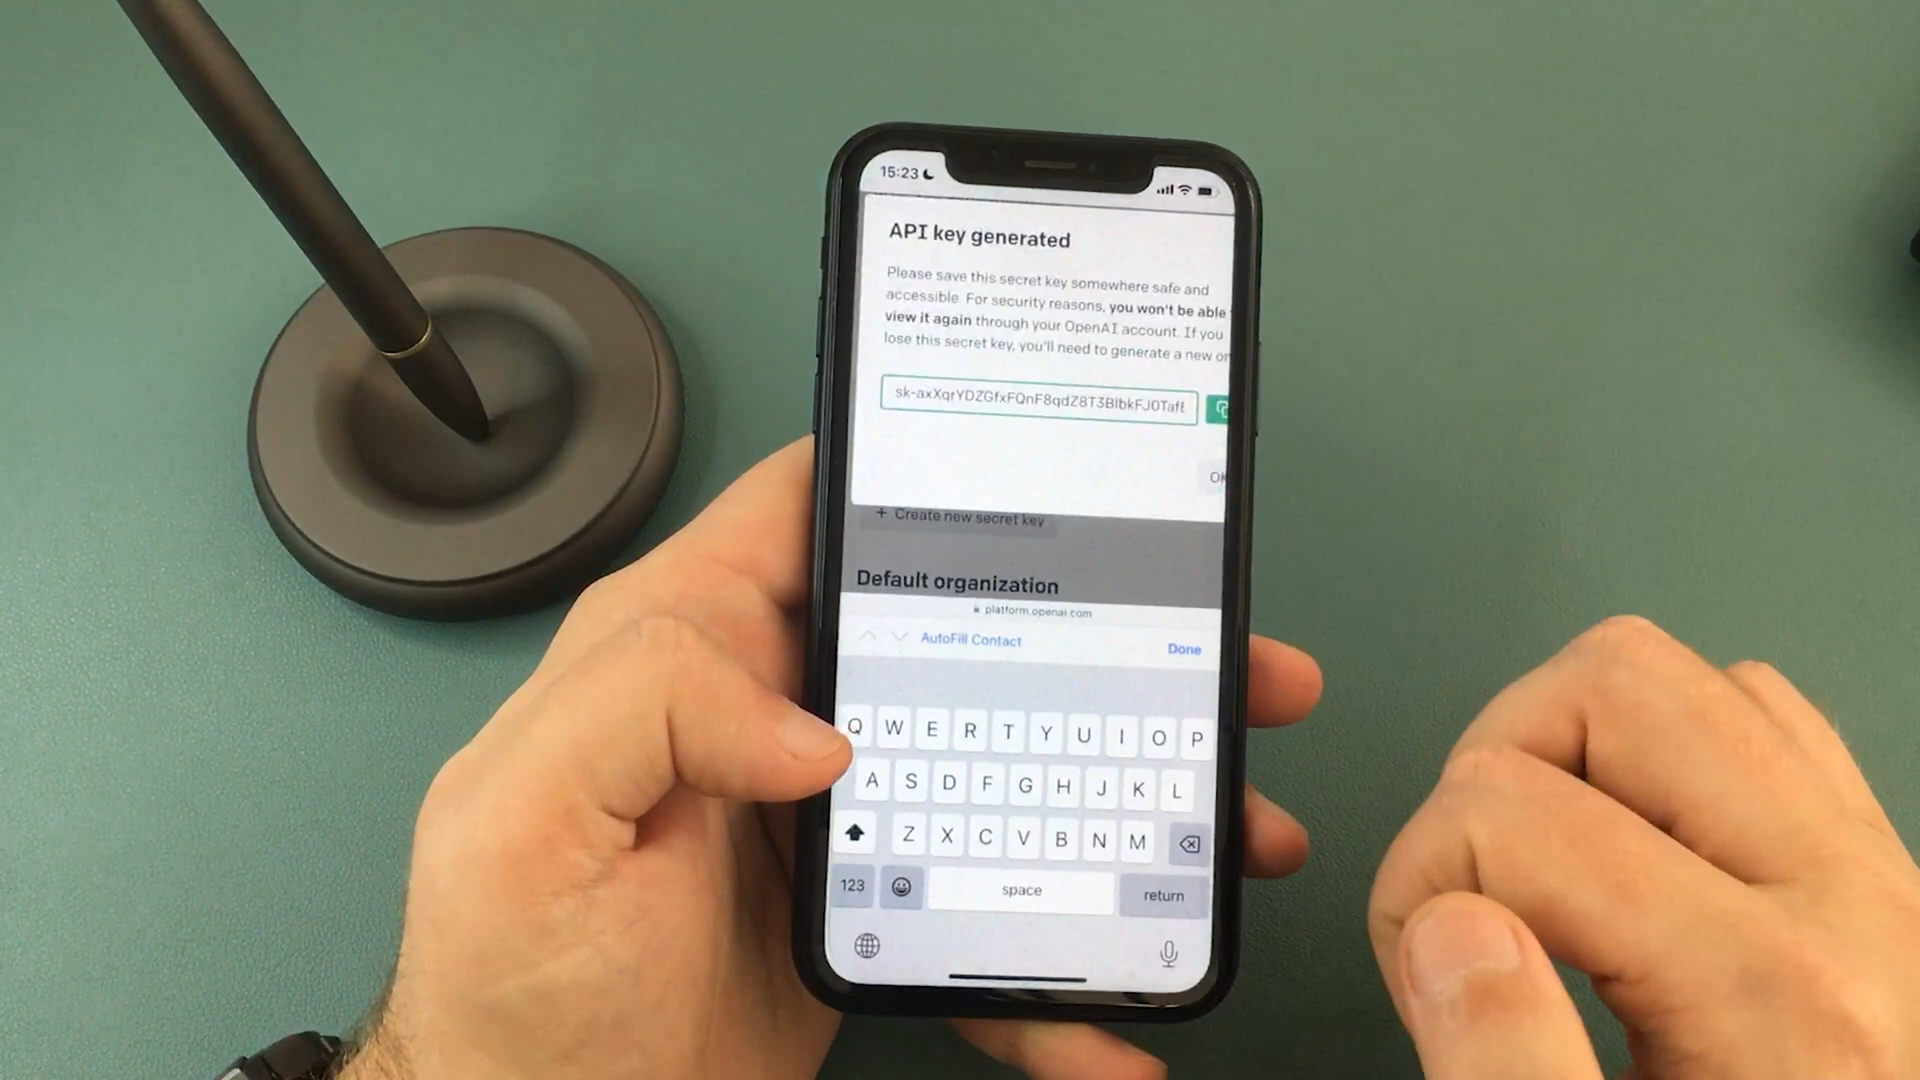 15:23
API key generated
Please save this secret key somewhere safe and
accessible. For security reasons, you won't be able
view it again through your OpenAI account. If you
lose this secret key, you'll need to generate a new
+ Create new secret key
Default organization
platform.openai.com
AutoFill Contact Done
Q W E R T Y U I O P
A S D F G H J K L
Z X C V B N M
123 space return